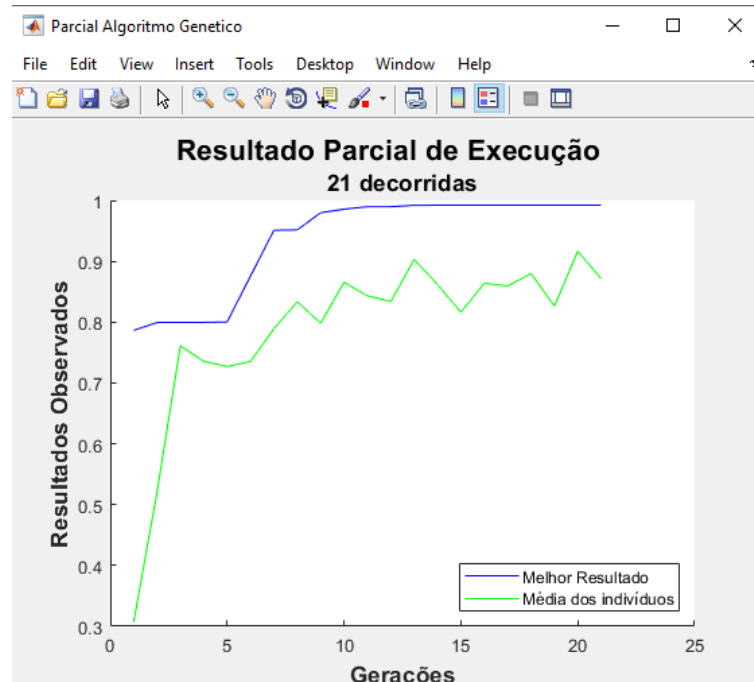 Parcial Algoritmo Genetico
File Edit View Insert Tools Desktop Window Help
Resultado Parcial de Execução
21 decorridas
Resultados Observados
1
0.9
0.8
0.7
0.6
0.5
0.4
0.3
Melhor Resultado
Média dos indivíduos
0 5 10 15 20 25
Gerações